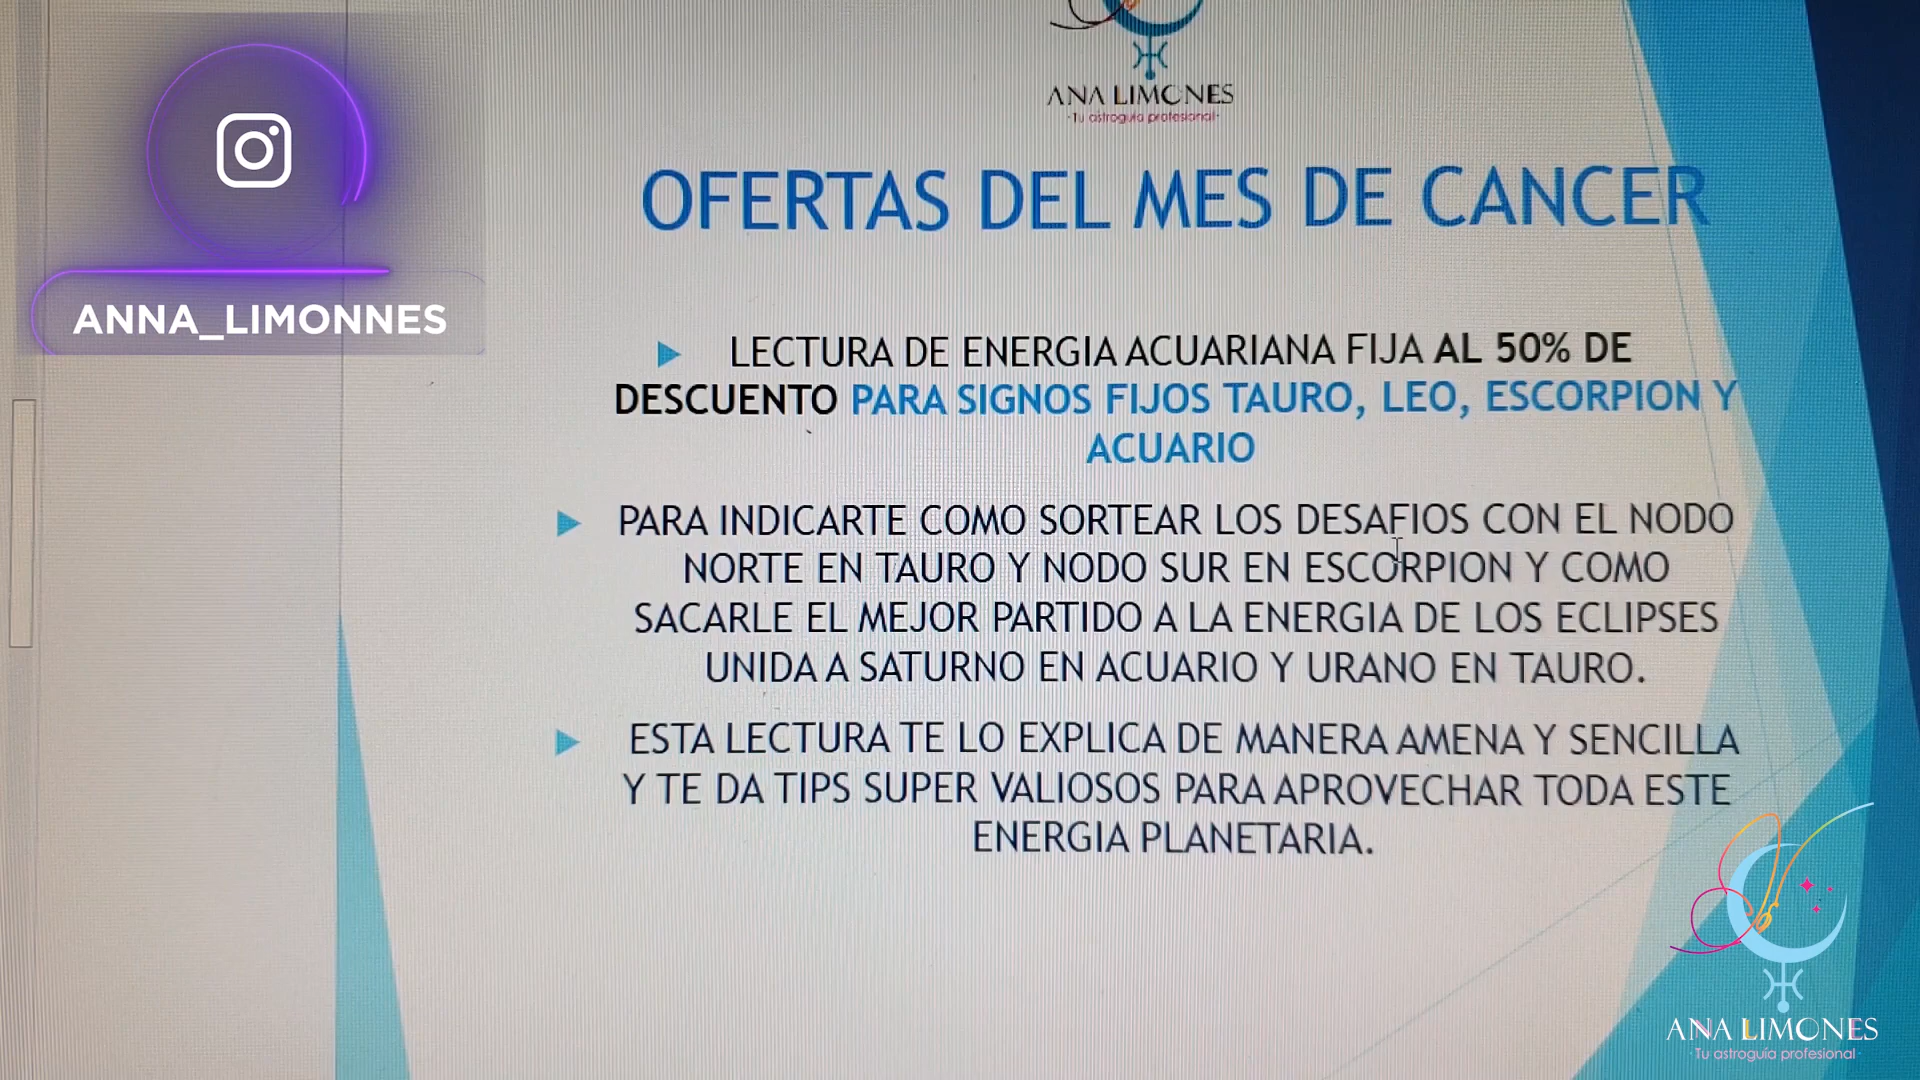 ANA LIMONES
·Tu astroguía profesional·
ANNA_LIMONNES
OFERTAS DEL MES DE CANCER
LECTURA DE ENERGIA ACUARIANA FIJA AL 50% DE
DESCUENTO PARA SIGNOS FIJOS TAURO, LEO, ESCORPION Y
ACUARIO
PARA INDICARTE COMO SORTEAR LOS DESAFIOS CON EL NODO
NORTE EN TAURO Y NODO SUR EN ESCORPION Y COMO
SACARLE EL MEJOR PARTIDO A LA ENERGIA DE LOS ECLIPSES
UNIDA A SATURNO EN ACUARIO Y URANO EN TAURO.
ESTA LECTURA TE LO EXPLICA DE MANERA AMENA Y SENCILLA
Y TE DA TIPS SUPER VALIOSOS PARA APROVECHAR TODA ESTE
ENERGIA PLANETARIA.
ANA LIMONES
·Tu astroguía profesional·